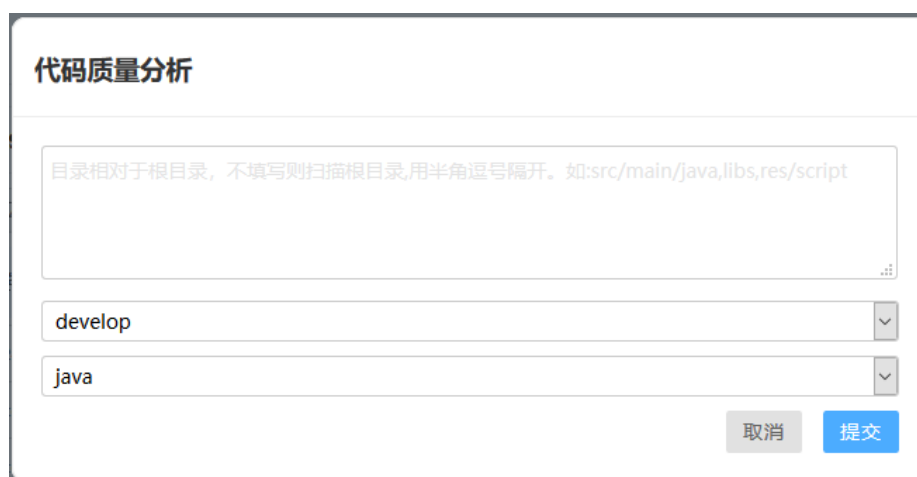 代码质量分析
目录相对于根目录，不填写则扫描根目录,用半角逗号隔开。如:src/main/java,libs,res/script
develop
java
取消 提交